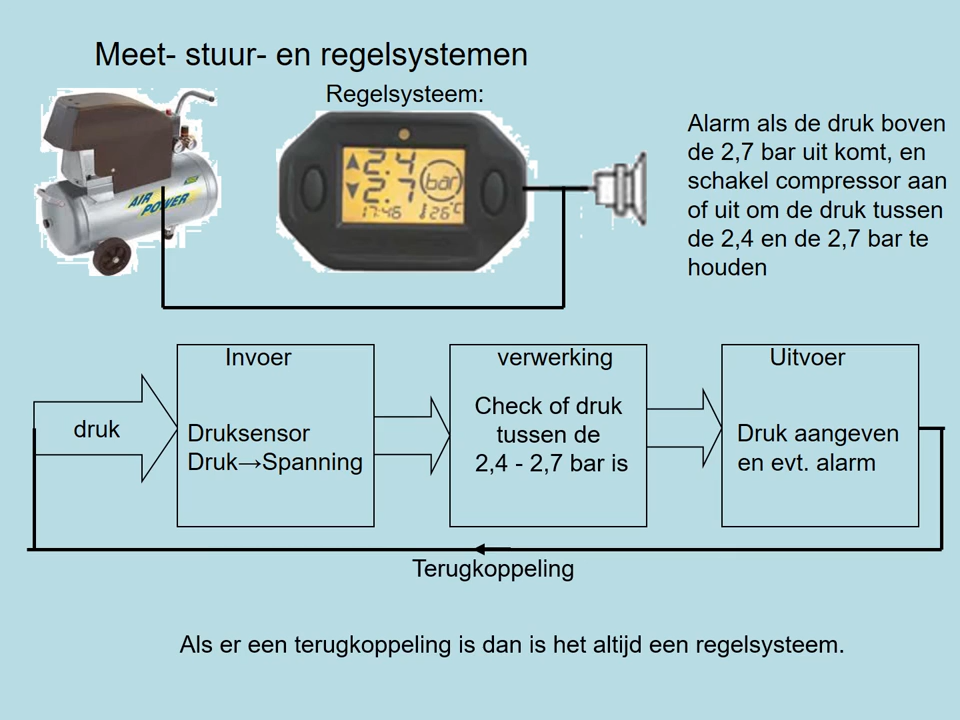 Meet- stuur- en regelsystemen
Regelsysteem:
AIR
POWER
2.4
2.7
bar
17:46
126°C
Alarm als de druk boven
de 2,7 bar uit komt, en
schakel compressor aan
of uit om de druk tussen
de 2,4 en de 2,7 bar te
houden
druk
Invoer
Druksensor
Druk→Spanning
verwerking
Check of druk
tussen de
2,4 - 2,7 bar is
Uitvoer
Druk aangeven
en evt. alarm
Terugkoppeling
Als er een terugkoppeling is dan is het altijd een regelsysteem.